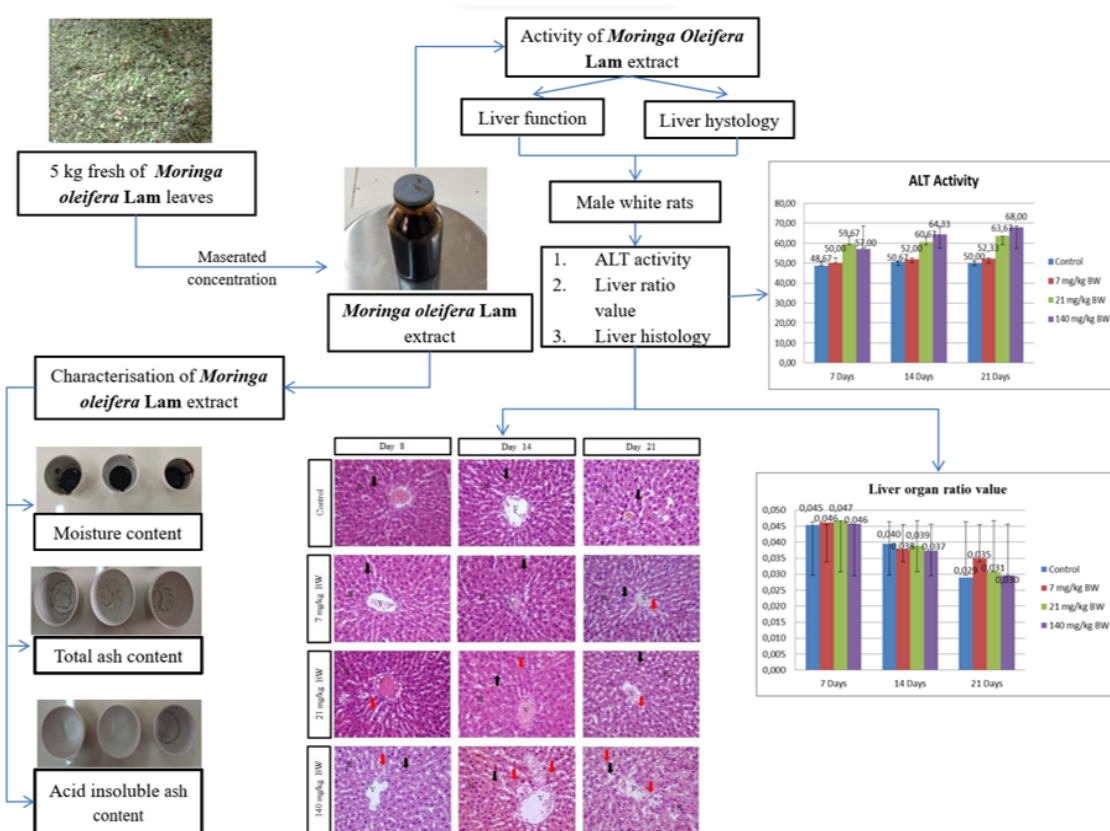 Activity of Moringa Oleifera
Lam extract
Liver function
Liver hystology
5 kg fresh of Moringa
oleifera Lam leaves
Maserated
concentration
Moringa oleifera Lam
extract
Male white rats
1. ALT activity
2. Liver ratio
value
3. Liver histology
ALT Activity
80,00
70,00
60,00
50,00
40,00
30,00
20,00
10,00
0,00
48,67
50,00
59,67
57,00
50,67
52,00
60,67
64,33
50,00
52,33
63,67
68,00
7 Days
14 Days
21 Days
Control
7 mg/kg BW
21 mg/kg BW
140 mg/kg BW
Characterisation of Moringa
oleifera Lam extract
Moisture content
Total ash content
Acid insoluble ash
content
Day 8
Day 14
Day 21
Control
7 mg/kg BW
21 mg/kg BW
140 mg/kg BW
Liver organ ratio value
0,050
0,045
0,040
0,035
0,030
0,025
0,020
0,015
0,010
0,005
0,000
0,045
0,046
0,047
0,046
0,040
0,038
0,039
0,037
0,029
0,035
0,031
0,030
7 Days
14 Days
21 Days
Control
7 mg/kg BW
21 mg/kg BW
140 mg/kg BW